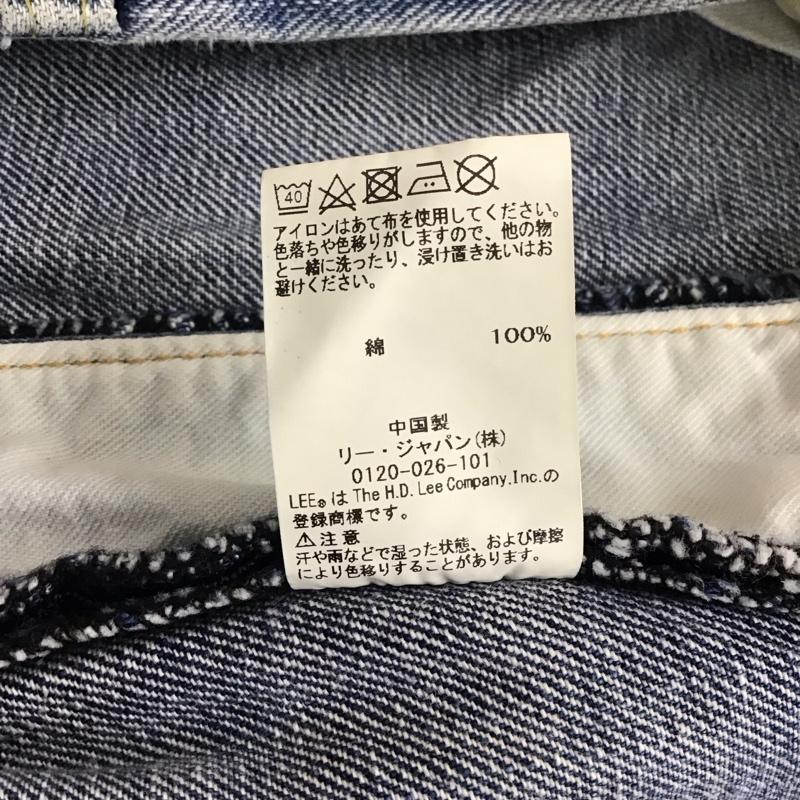 40
アイロンはあて布を使用してください。
色落ちや色移りがしますので、他の物
と一緒に洗ったり、浸け置き洗いはお
避けください。
綿 100%
中国製
リー・ジャパン(株)
0120-026-101
LEE®は The H.D. Lee Company.Inc.の
登録商標です。
⚠注意
汗や雨などで湿った状態、および摩擦
により色移りすることがあります。